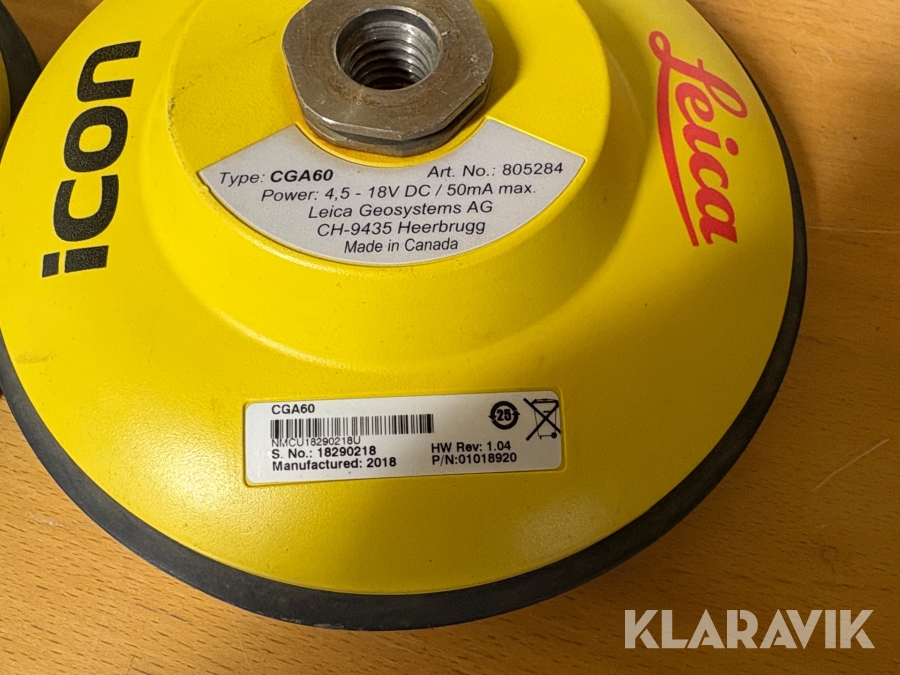 icon
Leica
Type: CGA60 Art. No.: 805284
Power: 4,5 - 18V DC / 50mA max.
Leica Geosystems AG
CH-9435 Heerbrugg
Made in Canada
CGA60
25
NMCU18290218U
S. No.: 18290218 HW Rev: 1.04
Manufactured: 2018 P/N:01018920
KLARAVIK